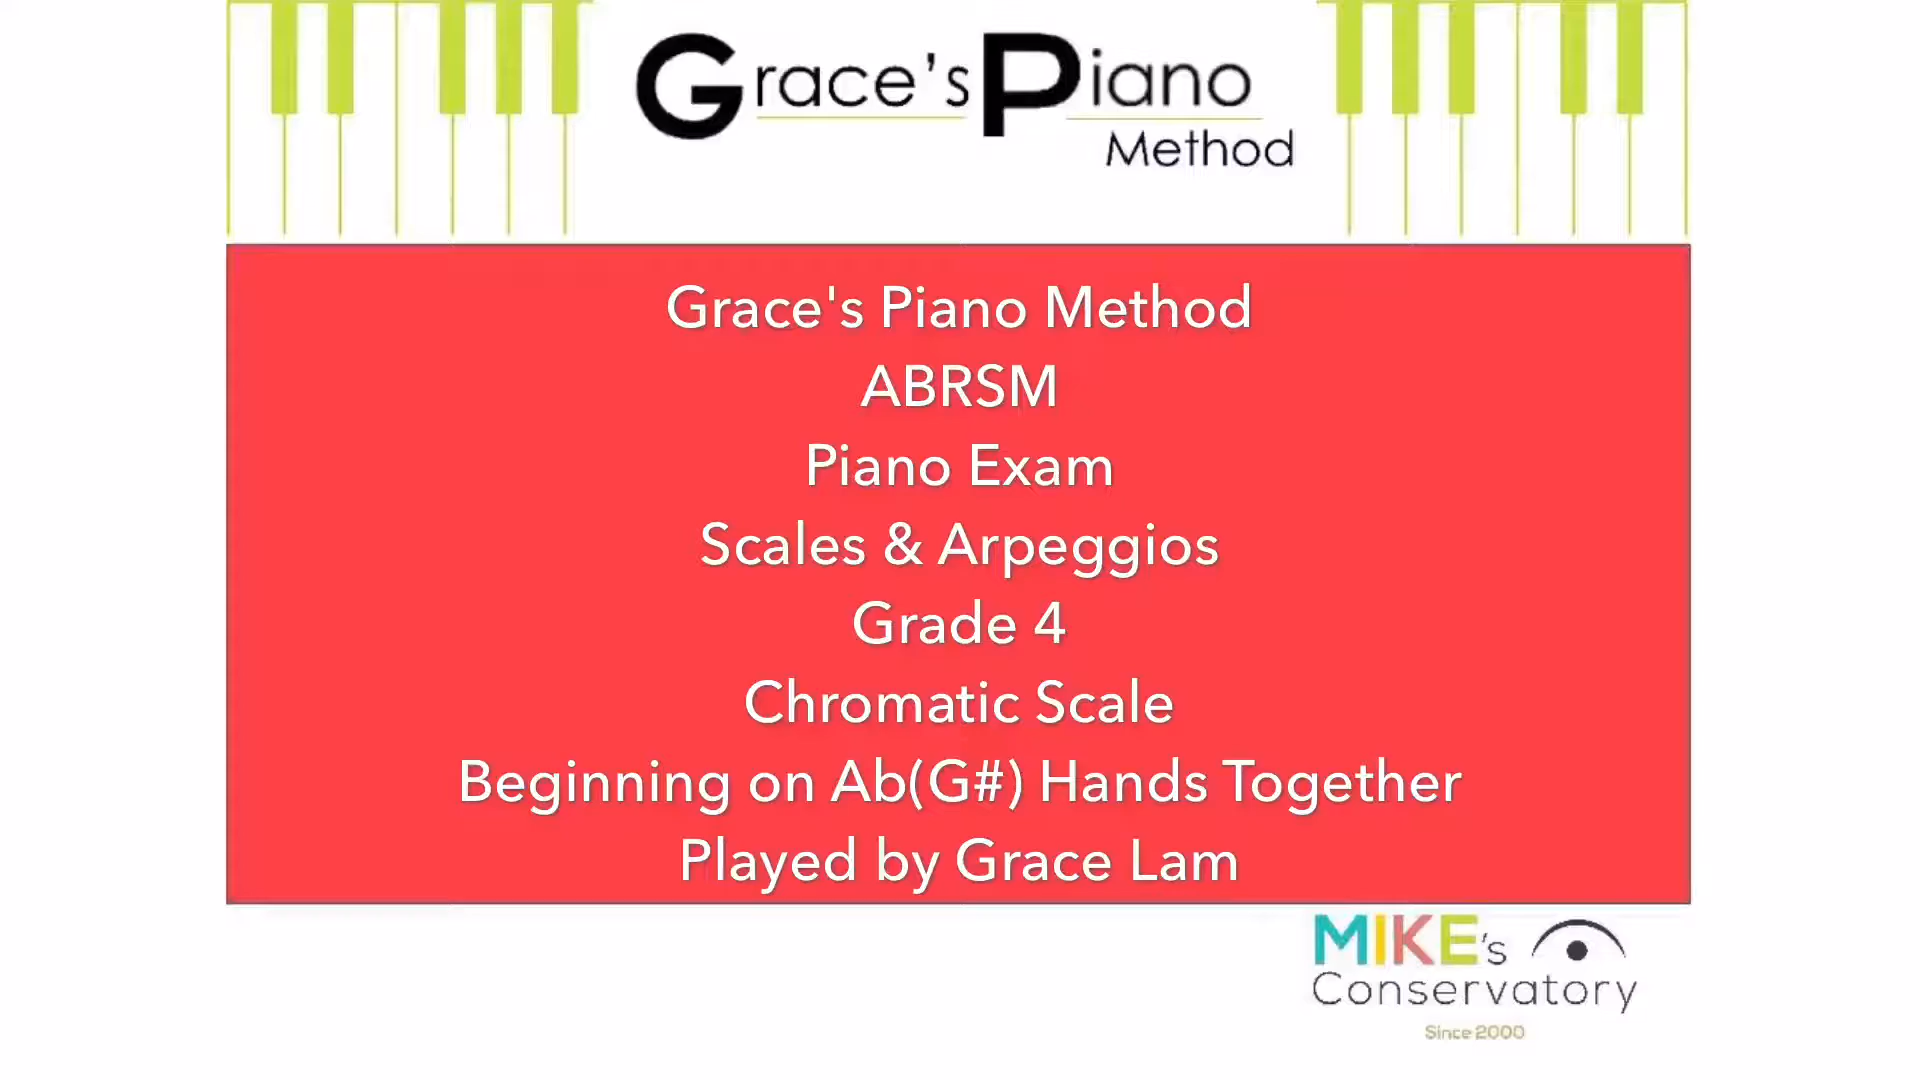 Grace's Piano
Method
Grace's Piano Method
ABRSM
Piano Exam
Scales & Arpeggios
Grade 4
Chromatic Scale
Beginning on Ab(G#) Hands Together
Played by Grace Lam
MIKE's
Conservatory
Since 2000